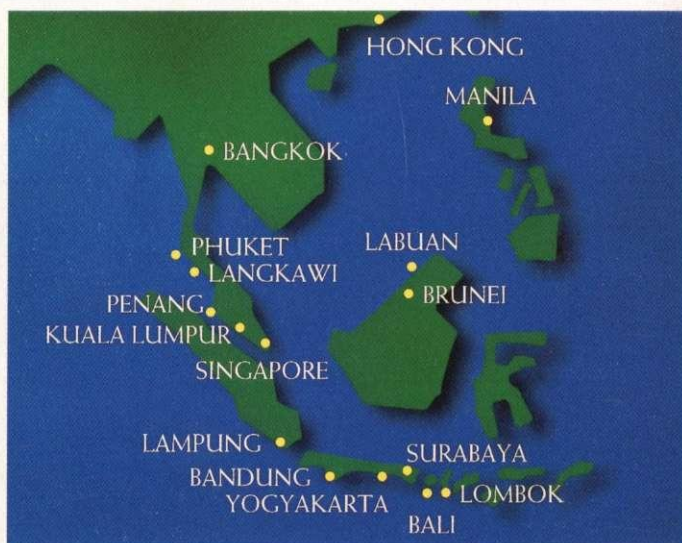 HONG KONG
MANILA
BANGKOK
PHUKET
LABUAN
LANGKAWI
BRUNEI
PENANG
KUALA LUMPUR
SINGAPORE
LAMPUNG
SURABAYA
BANDUNG
LOMBOK
YOGYAKARTA
BALI